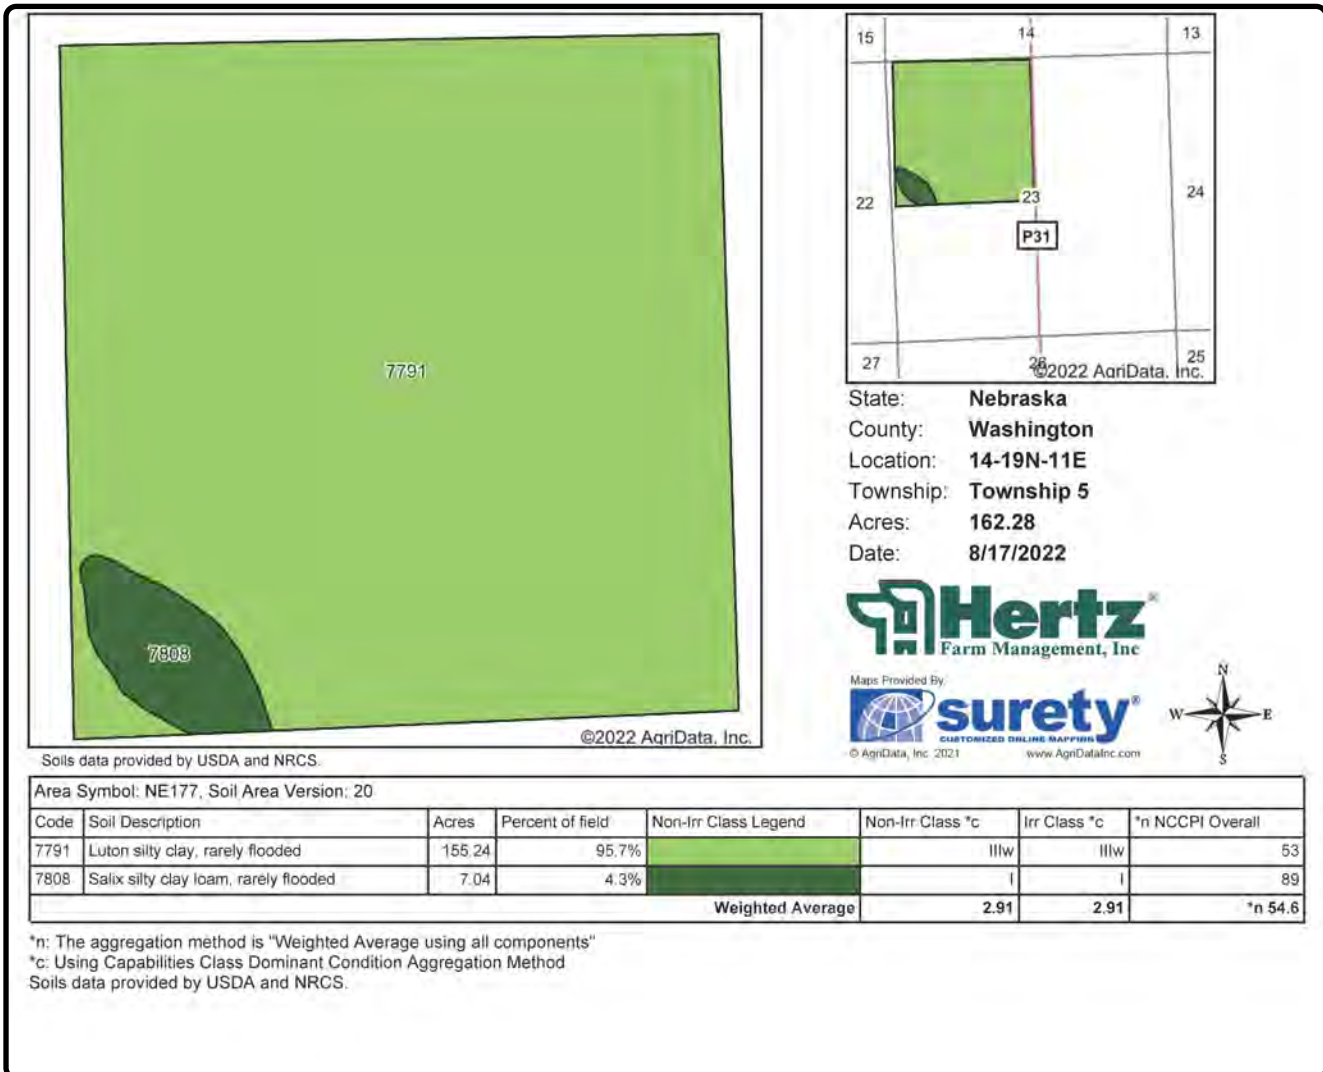 7791
7808
©2022 AgriData, Inc.
Soils data provided by USDA and NRCS.
15
14
13
22
23
24
P31
27
26
25
©2022 AgriData, Inc.
State: Nebraska
County: Washington
Location: 14-19N-11E
Township: Township 5
Acres: 162.28
Date: 8/17/2022
Hertz®
Farm Management, Inc
Maps Provided By
surety®
CUSTOMIZED ONLINE MAPPING
© AgriData, Inc 2021 www.AgriDataInc.com
N
W E
S
Area Symbol: NE177, Soil Area Version: 20
Code Soil Description Acres Percent of field Non-Irr Class Legend Non-Irr Class *c Irr Class *c *n NCCPI Overall
7791 Luton silty clay, rarely flooded 155.24 95.7% IIIw IIIw 53
7808 Salix silty clay loam, rarely flooded 7.04 4.3% I I 89
Weighted Average 2.91 2.91 *n 54.6
*n: The aggregation method is "Weighted Average using all components"
*c: Using Capabilities Class Dominant Condition Aggregation Method
Soils data provided by USDA and NRCS.